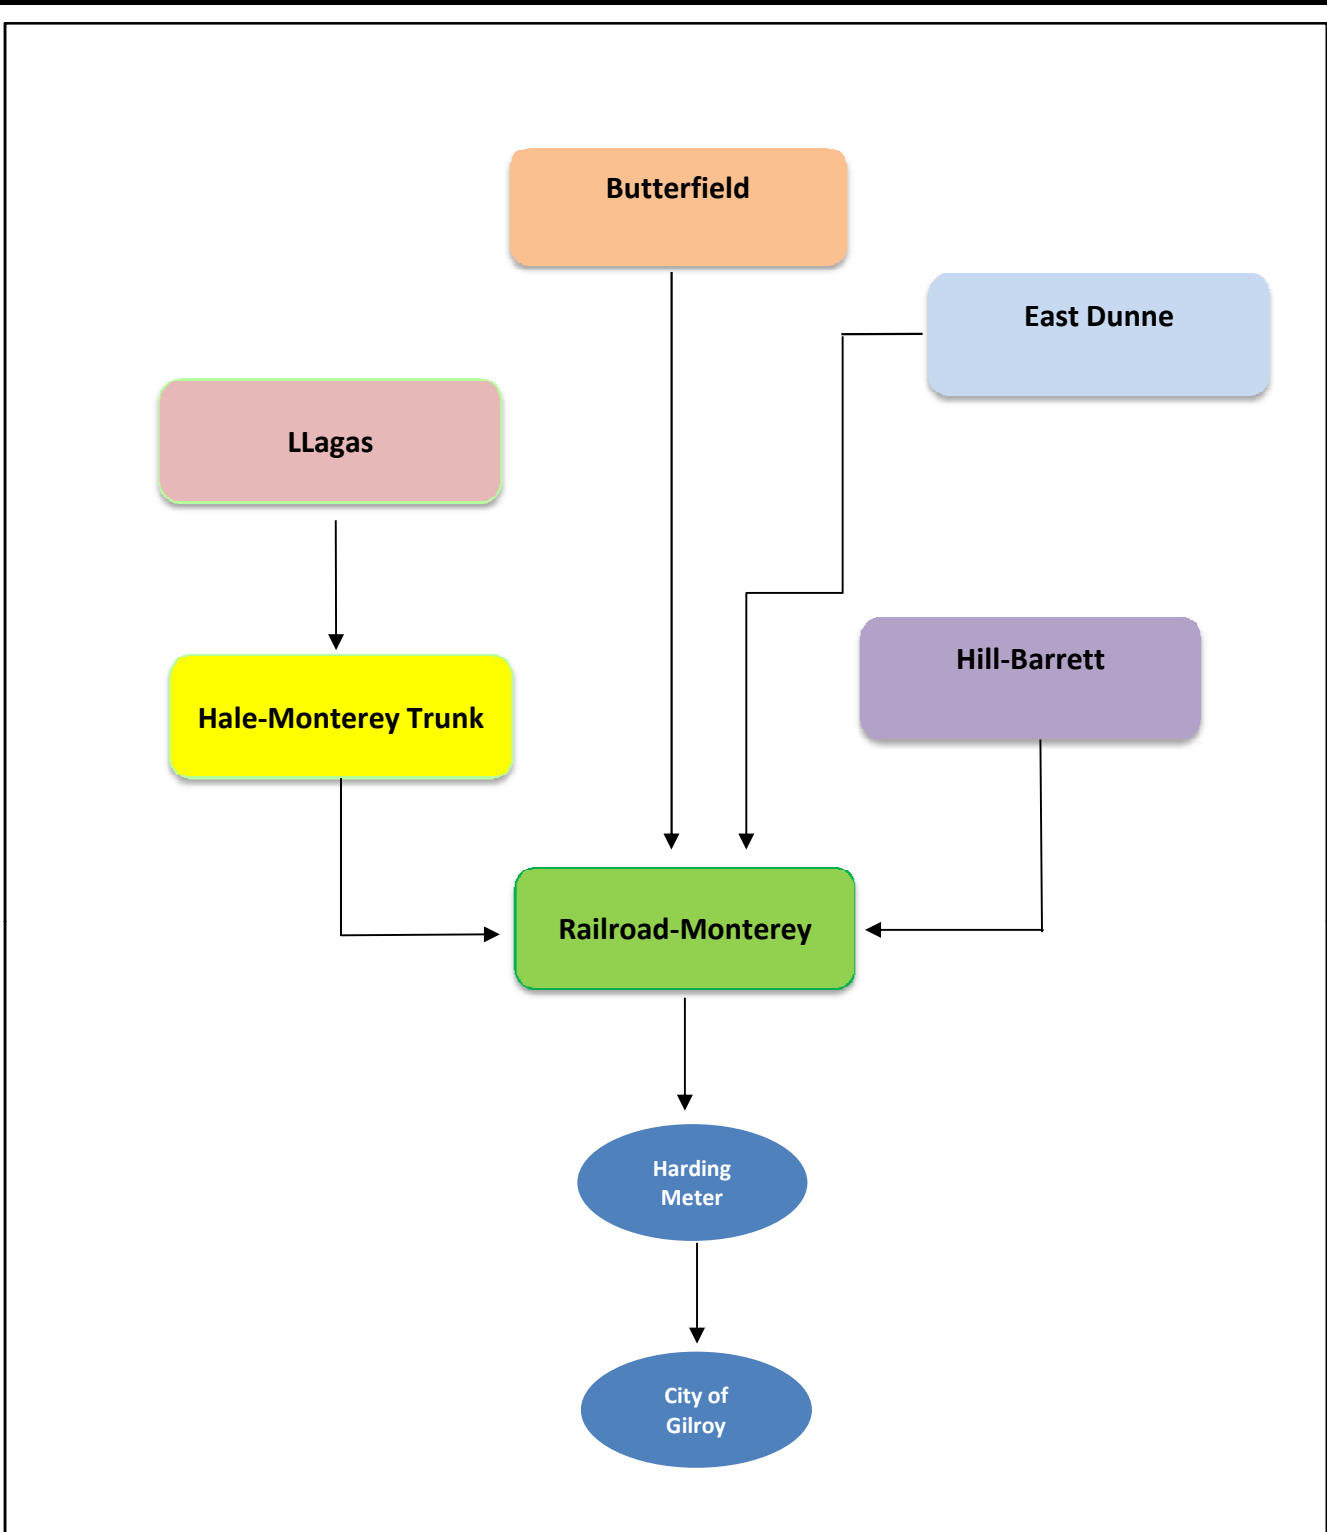 Butterfield
East Dunne
LLagas
Hill-Barrett
Hale-Monterey Trunk
Railroad-Monterey
Harding
Meter
City of
Gilroy